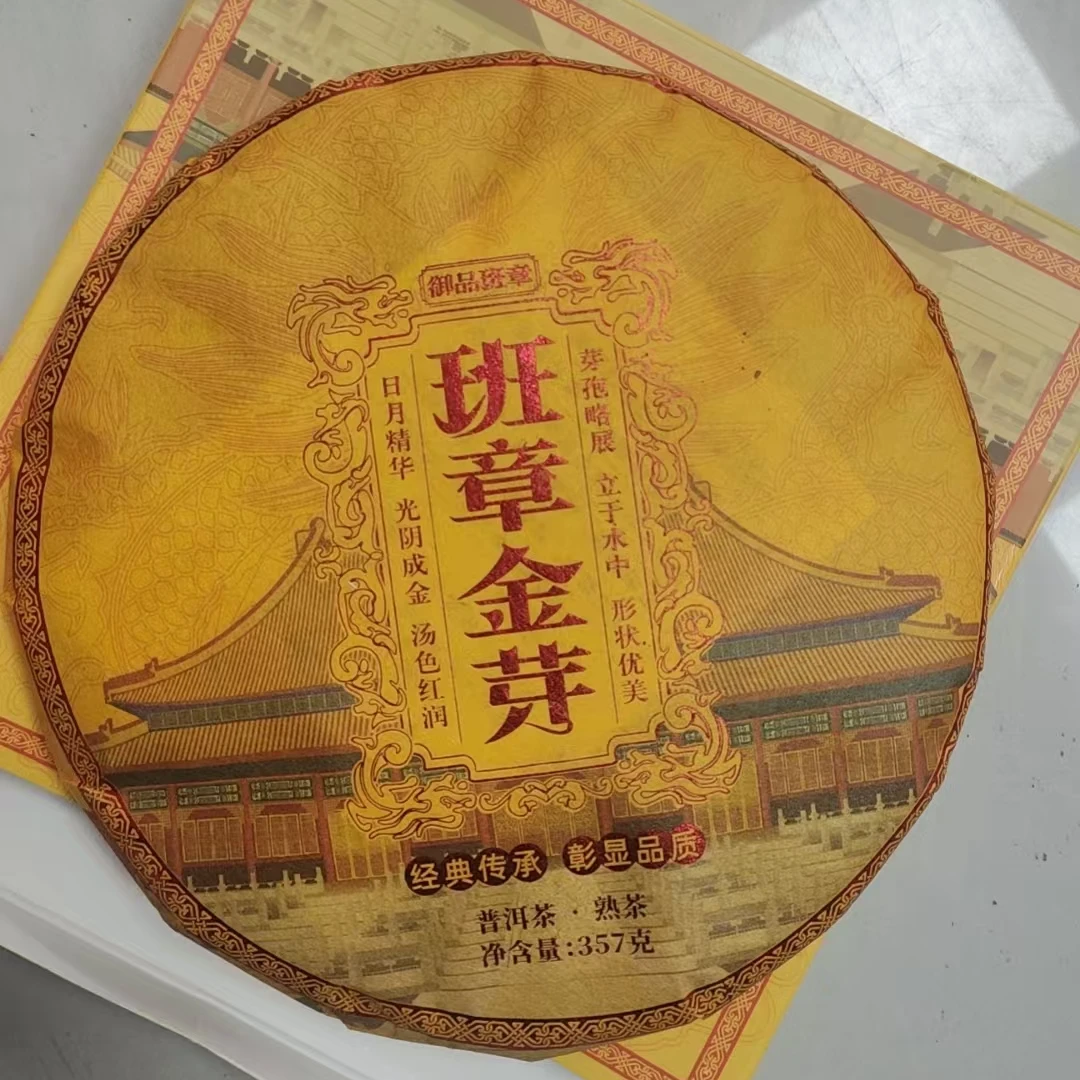 御品班章
班章金芽
芽孢略展 立于水中 形状优美
日月精华 光阴成金 汤色红润
经典传承 彰显品质
普洱茶·熟茶
净含量:357克